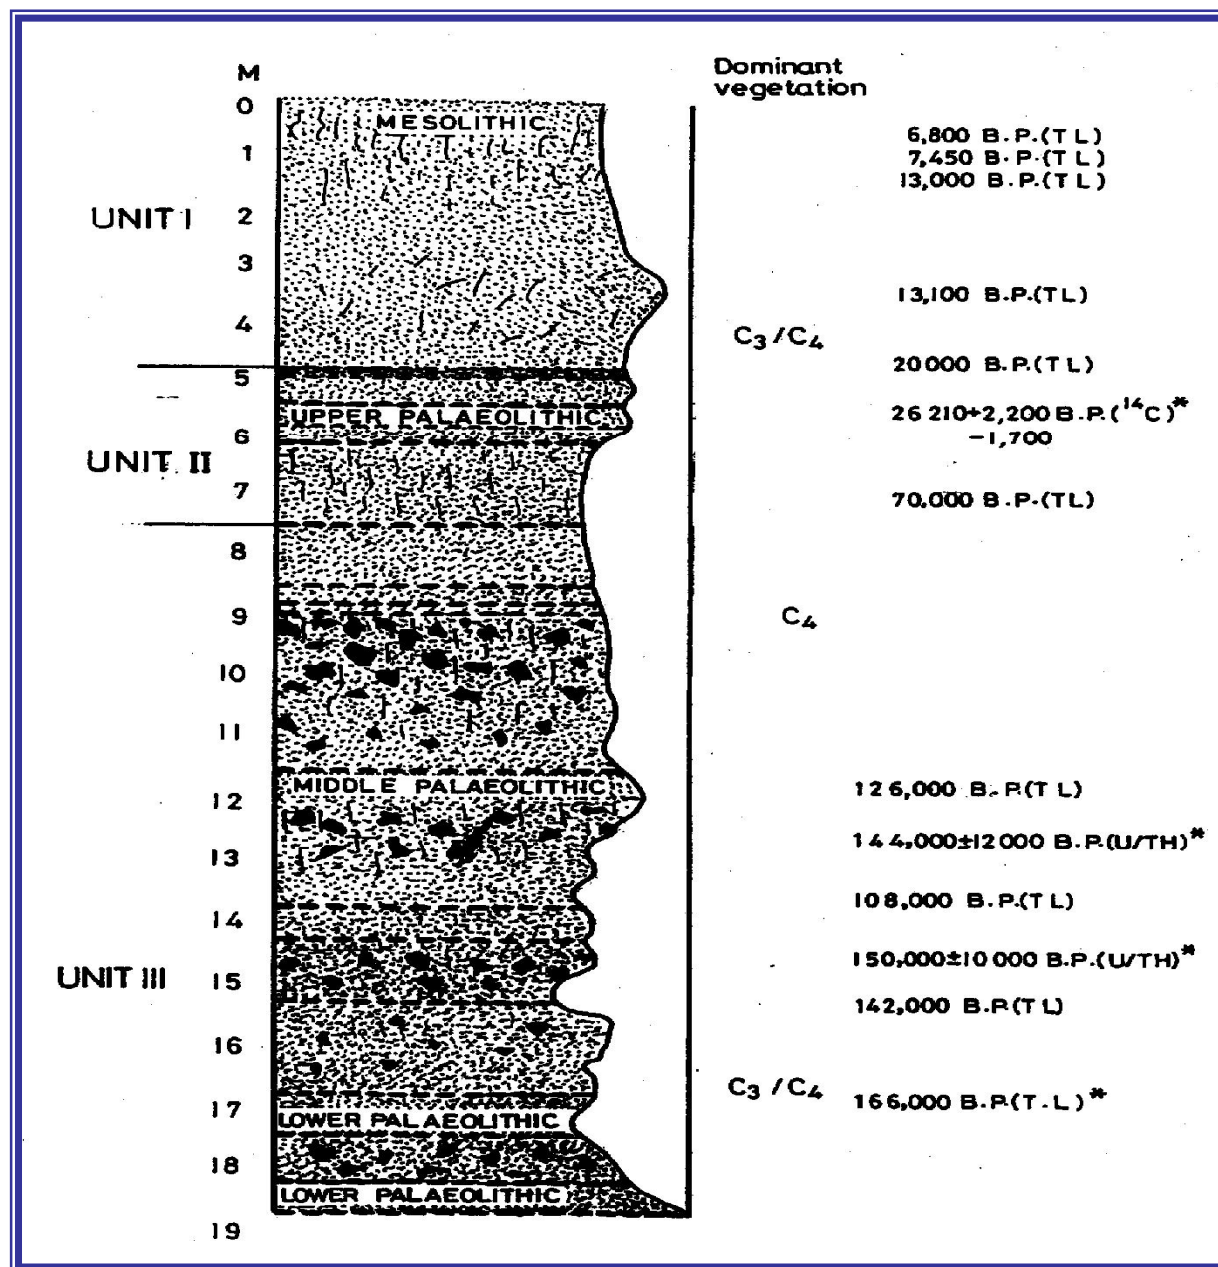 M
Dominant
vegetation
0
MESOLITHIC
6,800 B.P.(TL)
1
7,450 B.P.(TL)
13,000 B.P.(TL)
UNIT I
2
3
13,100 B.P.(TL)
4
C₃/C₄
20000 B.P.(TL)
5
UPPER PALAEOLITHIC
26210+2,200 B.P.(¹⁴C)*
-1,700
6
UNIT. II
7
70,000 B.P.(TL)
8
9
C₄
10
11
MIDDLE PALAEOLITHIC
126,000 B.P.(TL)
12
144,000±12000 B.P.(U/TH)*
13
108,000 B.P.(TL)
14
150,000±10000 B.P.(U/TH)*
UNIT III
15
142,000 B.P.(TL)
16
C₃/C₄
166,000 B.P.(T.L)*
17
LOWER PALAEOLITHIC
18
LOWER PALAEOLITHIC
19